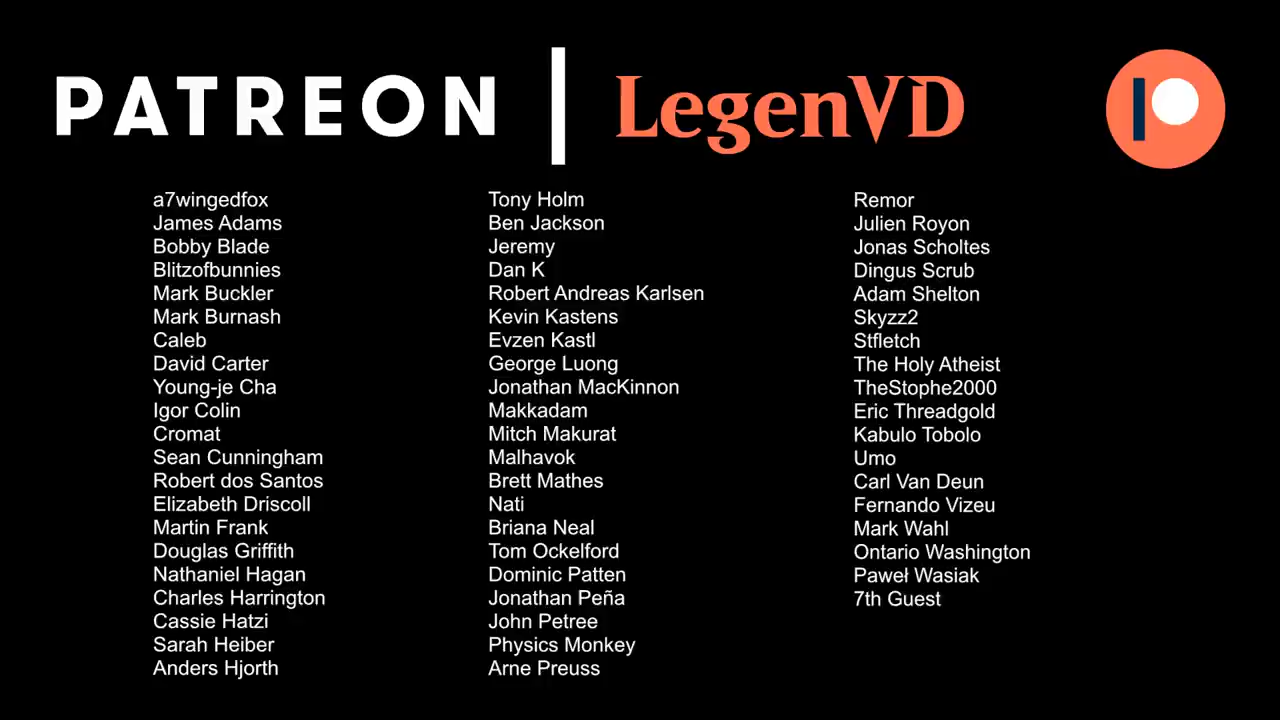 PATREON | LegenVD
a7wingedfox
James Adams
Bobby Blade
Blitzofbunnies
Mark Buckler
Mark Burnash
Caleb
David Carter
Young-je Cha
Igor Colin
Cromat
Sean Cunningham
Robert dos Santos
Elizabeth Driscoll
Martin Frank
Douglas Griffith
Nathaniel Hagan
Charles Harrington
Cassie Hatzi
Sarah Heiber
Anders Hjorth
Tony Holm
Ben Jackson
Jeremy
Dan K
Robert Andreas Karlsen
Kevin Kastens
Evzen Kastl
George Luong
Jonathan MacKinnon
Makkadam
Mitch Makurat
Malhavok
Brett Mathes
Nati
Briana Neal
Tom Ockelford
Dominic Patten
Jonathan Peña
John Petree
Physics Monkey
Arne Preuss
Remor
Julien Royon
Jonas Scholtes
Dingus Scrub
Adam Shelton
Skyzz2
Stfletch
The Holy Atheist
TheStophe2000
Eric Threadgold
Kabulo Tobolo
Umo
Carl Van Deun
Fernando Vizeu
Mark Wahl
Ontario Washington
Paweł Wasiak
7th Guest